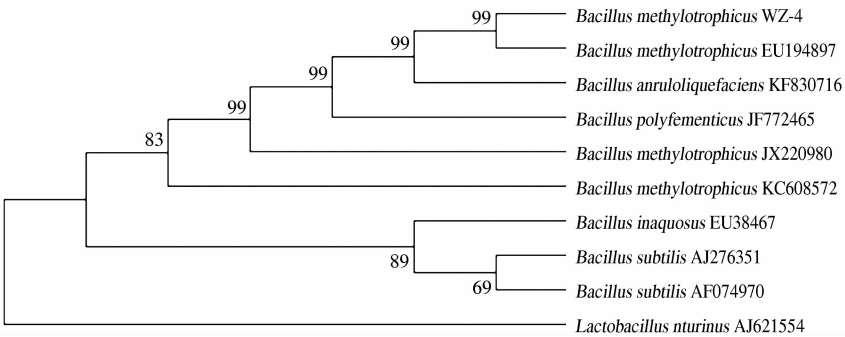 99
Bacillus methylotrophicus WZ-4
99
Bacillus methylotrophicus EU194897
99
Bacillus anruloliquefaciens KF830716
99
Bacillus polyfementicus JF772465
83
Bacillus methylotrophicus JX220980
Bacillus methylotrophicus KC608572
Bacillus inaquosus EU38467
89
Bacillus subtilis AJ276351
69
Bacillus subtilis AF074970
Lactobacillus nturinus AJ621554